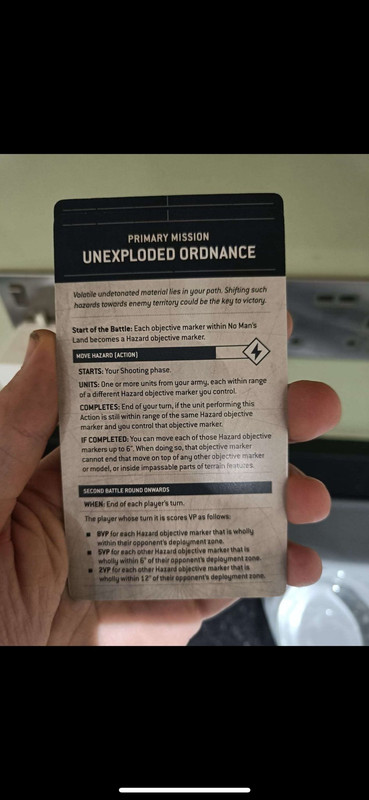 PRIMARY MISSION
UNEXPLODED ORDNANCE
Volatile undetonated material lies in your path. Shifting such
hazards towards enemy territory could be the key to victory.
Start of the Battle: Each objective marker within No Man's
Land becomes a Hazard objective marker.
MOVE HAZARD (ACTION)
STARTS: Your Shooting phase.
UNITS: One or more units from your army, each within range
of a different Hazard objective marker you control.
COMPLETES: End of your turn, if the unit performing this
Action is still within range of the same Hazard objective
marker and you control that objective marker.
IF COMPLETED: You can move each of those Hazard objective
markers up to 6". When doing so, that objective marker
cannot end that move on top of any other objective marker
or model, or inside impassable parts of terrain features.
SECOND BATTLE ROUND ONWARDS
WHEN: End of each player's turn.
The player whose turn it is scores VP as follows:
■ 8VP for each Hazard objective marker that is wholly
within their opponent's deployment zone.
■ 5VP for each other Hazard objective marker that is
wholly within 6" of their opponent's deployment zone.
■ 2VP for each other Hazard objective marker that is
wholly within 12" of their opponent's deployment zone.